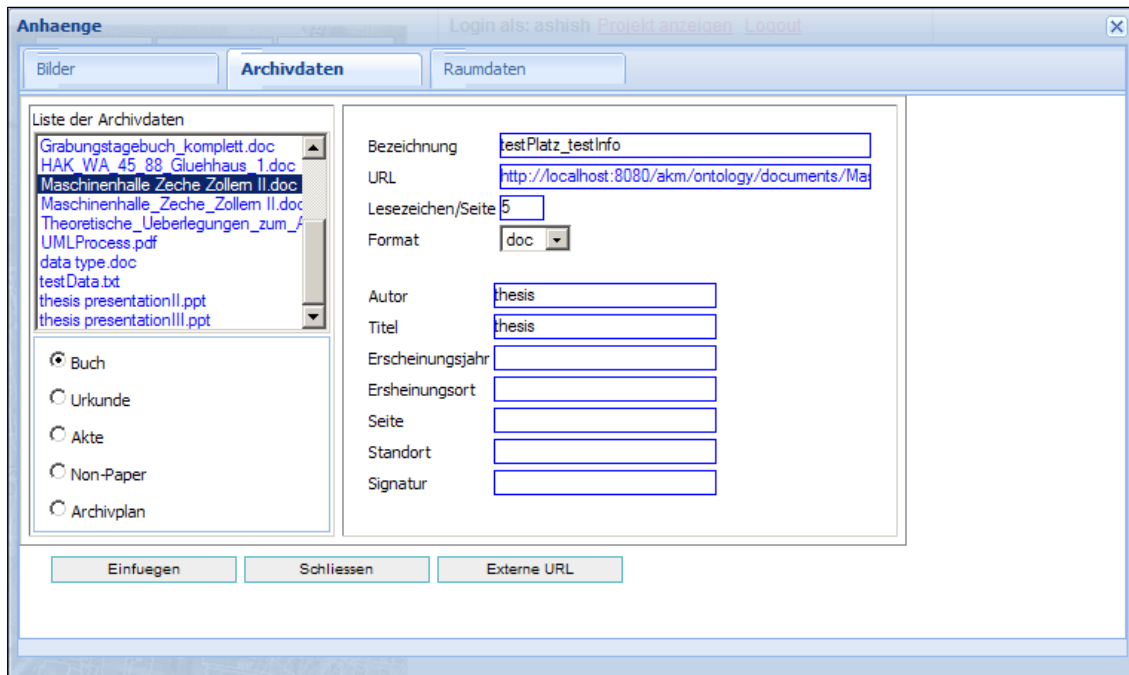 Anhaenge
Login als: ashish Projekt anzeigen Logout
Bilder
Archivdaten
Raumdaten
Liste der Archivdaten
Grabungstagebuch_komplett.doc
HAK_WA_45_88_Gluehhaus_1.doc
Maschinenhalle Zeche Zollern II.doc
Maschinenhalle_Zeche_Zollern II.doc
Theoretische_Ueberlegungen_zum_A
UMLProcess.pdf
data type.doc
testData.txt
thesis presentationII.ppt
thesis presentationIII.ppt
Buch
Urkunde
Akte
Non-Paper
Archivplan
Bezeichnung testPlatz_testInfo
URL http://localhost:8080/akm/ontology/documents/Mas
Lesezeichen/Seite 5
Format doc
Autor thesis
Titel thesis
Erscheinungsjahr
Ersheinungsort
Seite
Standort
Signatur
Einfuegen
Schliessen
Externe URL